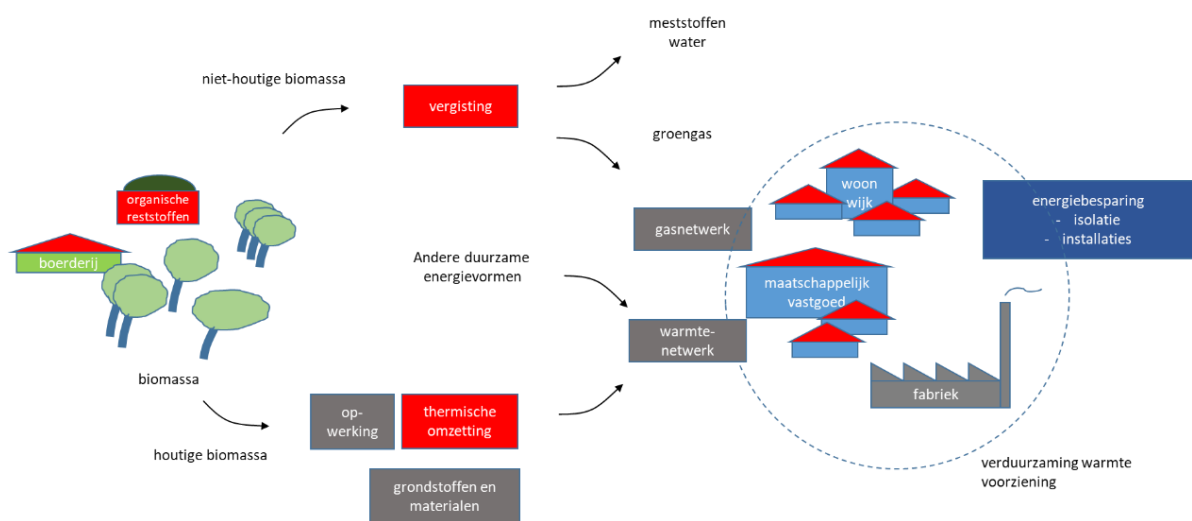 meststoffen
water
niet-houtige biomassa
vergisting
groengas
organische
reststoffen
boerderij
woon
wijk
energiebesparing
- isolatie
- installaties
gasnetwerk
Andere duurzame
energievormen
maatschappelijk
vastgoed
warmte-
netwerk
biomassa
op-
werking
thermische
omzetting
fabriek
houtige biomassa
grondstoffen en
materialen
verduurzaming warmte
voorziening